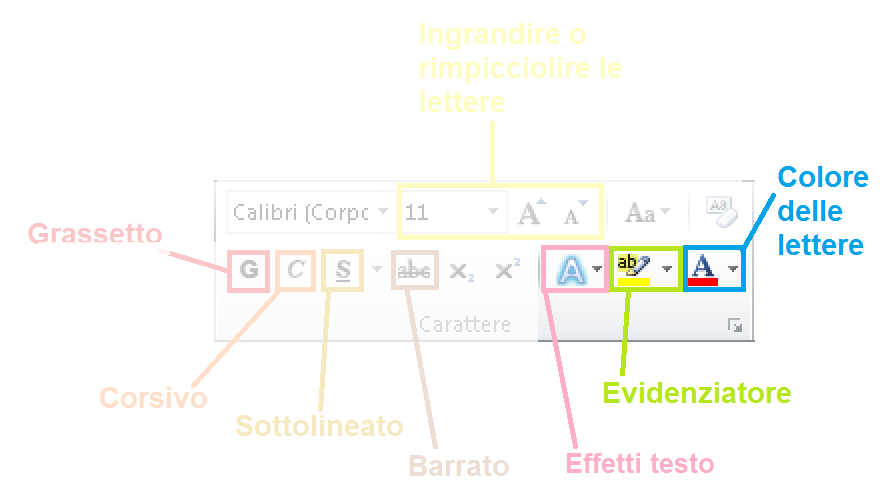 Ingrandire o
rimpicciolire le
lettere
Colore
delle
lettere
Calibri (Corpo
11
A A Aa Aa
Grassetto
G C S abc x₂ x² A ab A
Carattere
Corsivo
Evidenziatore
Sottolineato
Barrato
Effetti testo